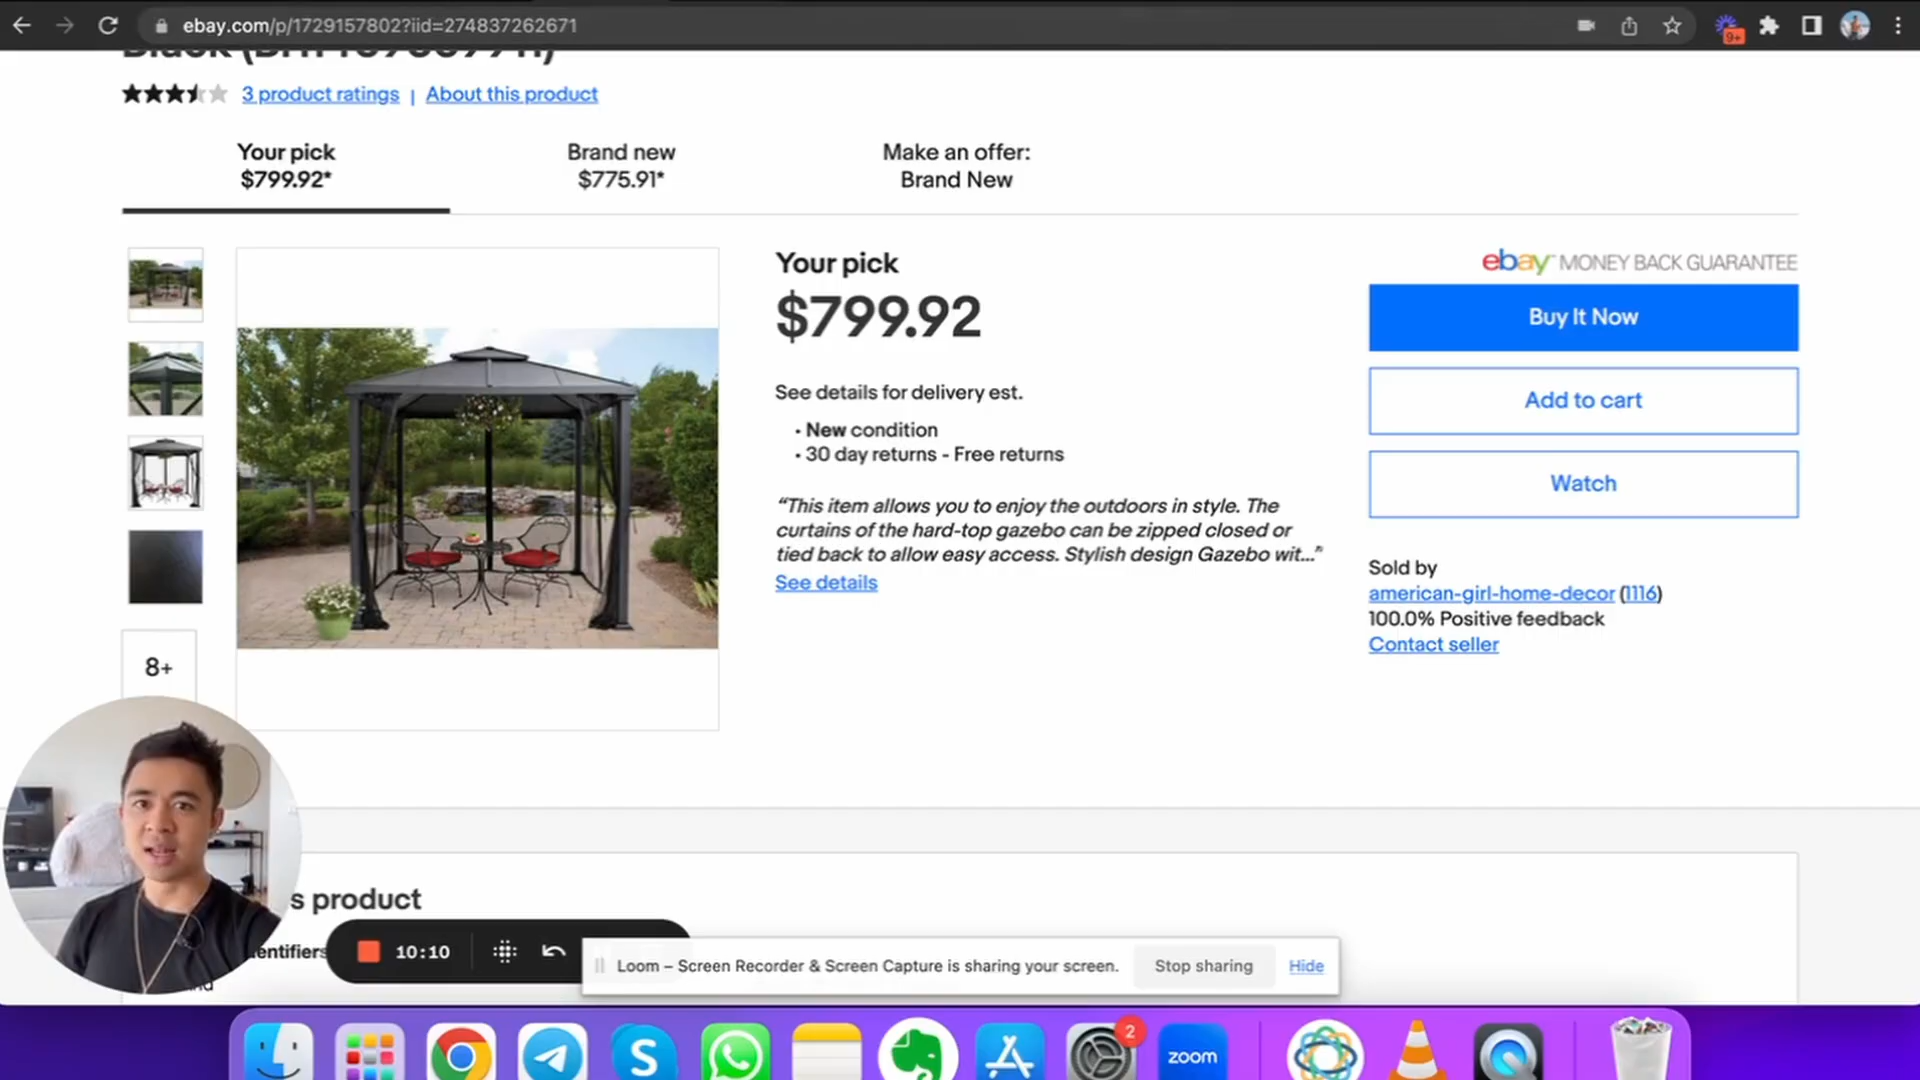 ebay.com/p/1729157802?iid=274837262671
9+
3 product ratings | About this product
Your pick
$799.92*
Brand new
$775.91*
Make an offer:
Brand New
8+
Your pick
$799.92
See details for delivery est.
• New condition
• 30 day returns - Free returns
“This item allows you to enjoy the outdoors in style. The
curtains of the hard-top gazebo can be zipped closed or
tied back to allow easy access. Stylish design Gazebo wit...”
See details
ebay MONEY BACK GUARANTEE
Buy It Now
Add to cart
Watch
Sold by
american-girl-home-decor (1116)
100.0% Positive feedback
Contact seller
s product
entifiers
10:10
Loom – Screen Recorder & Screen Capture is sharing your screen.
Stop sharing
Hide
2
zoom